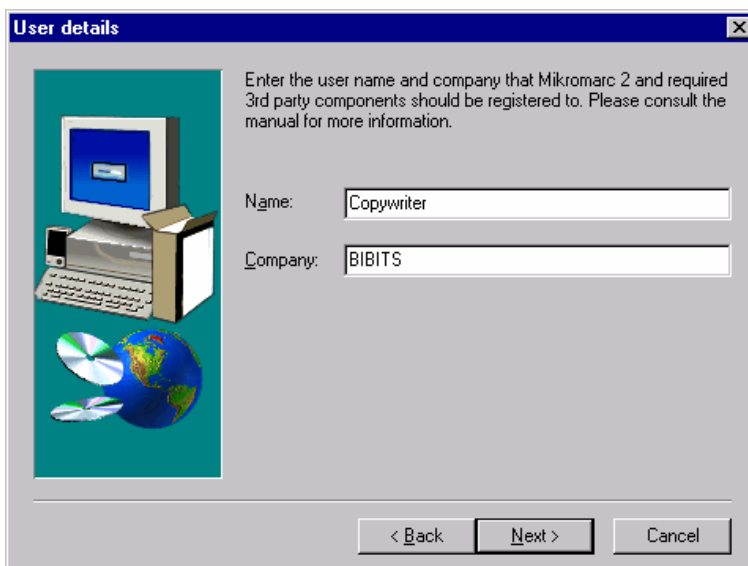 User details
Enter the user name and company that Mikromarc 2 and required
3rd party components should be registered to. Please consult the
manual for more information.
Name: Copywriter
Company: BIBITS
< Back Next > Cancel